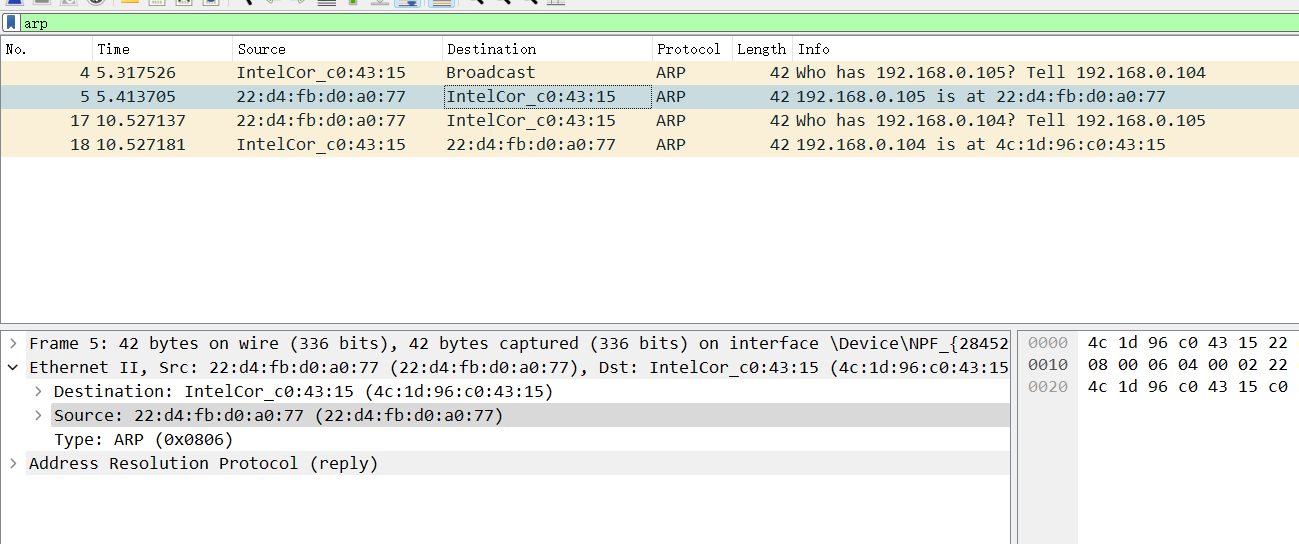 arp
No. Time Source Destination Protocol Length Info
4 5.317526 IntelCor_c0:43:15 Broadcast ARP 42 Who has 192.168.0.105? Tell 192.168.0.104
5 5.413705 22:d4:fb:d0:a0:77 IntelCor_c0:43:15 ARP 42 192.168.0.105 is at 22:d4:fb:d0:a0:77
17 10.527137 22:d4:fb:d0:a0:77 IntelCor_c0:43:15 ARP 42 Who has 192.168.0.104? Tell 192.168.0.105
18 10.527181 IntelCor_c0:43:15 22:d4:fb:d0:a0:77 ARP 42 192.168.0.104 is at 4c:1d:96:c0:43:15
Frame 5: 42 bytes on wire (336 bits), 42 bytes captured (336 bits) on interface \Device\NPF_{28452
Ethernet II, Src: 22:d4:fb:d0:a0:77 (22:d4:fb:d0:a0:77), Dst: IntelCor_c0:43:15 (4c:1d:96:c0:43:15
Destination: IntelCor_c0:43:15 (4c:1d:96:c0:43:15)
Source: 22:d4:fb:d0:a0:77 (22:d4:fb:d0:a0:77)
Type: ARP (0x0806)
Address Resolution Protocol (reply)
0000 4c 1d 96 c0 43 15 22
0010 08 00 06 04 00 02 22
0020 4c 1d 96 c0 43 15 c0